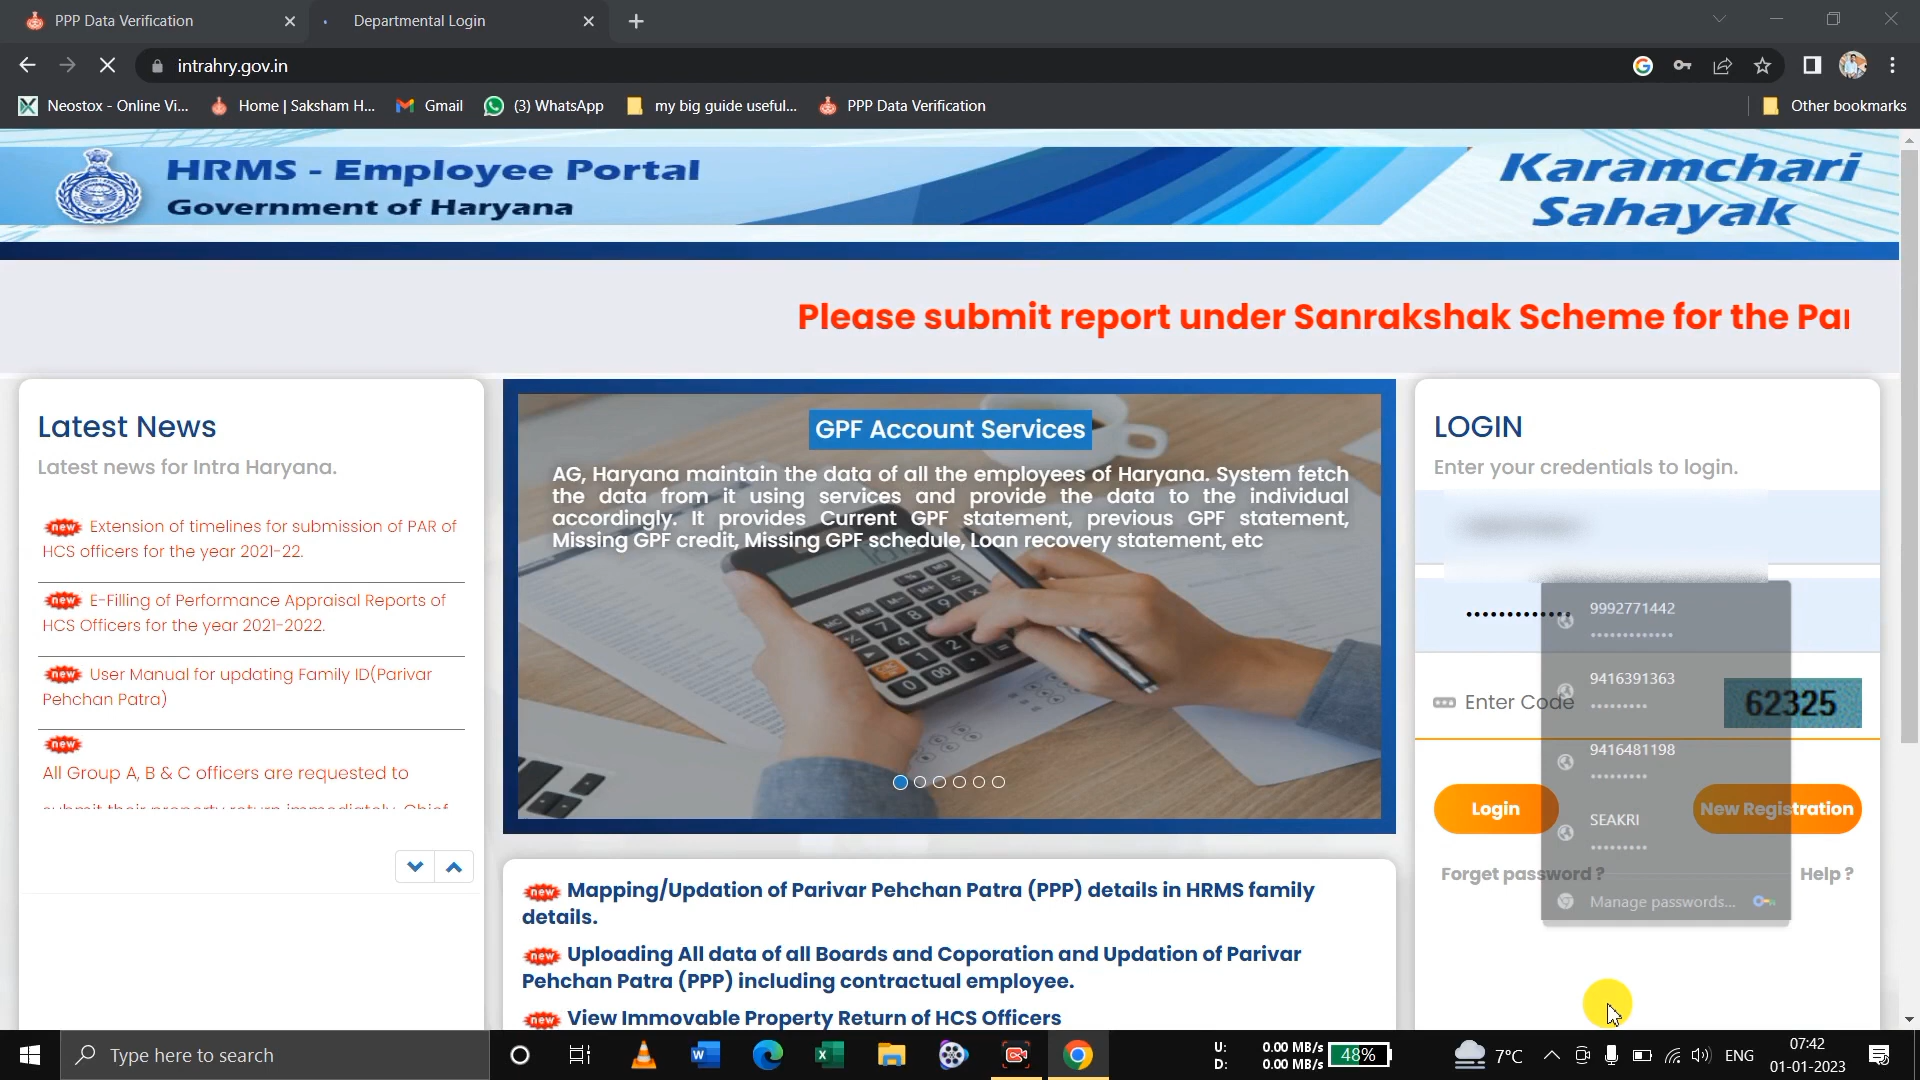 PPP Data Verification
Departmental Login
intrahry.gov.in
Neostox - Online Vi...
Home | Saksham H...
Gmail
(3) WhatsApp
my big guide useful...
PPP Data Verification
Other bookmarks
HRMS - Employee Portal
Government of Haryana
Karamchari
Sahayak
Please submit report under Sanrakshak Scheme for the Par
Latest News
Latest news for Intra Haryana.
new Extension of timelines for submission of PAR of
HCS officers for the year 2021-22.
new E-Filling of Performance Appraisal Reports of
HCS Officers for the year 2021-2022.
new User Manual for updating Family ID(Parivar
Pehchan Patra)
new
All Group A, B & C officers are requested to
submit their property return immediately. Chief
GPF Account Services
AG, Haryana maintain the data of all the employees of Haryana. System fetch
the data from it using services and provide the data to the individual
accordingly. It provides Current GPF statement, previous GPF statement,
Missing GPF credit, Missing GPF schedule, Loan recovery statement, etc
new Mapping/Updation of Parivar Pehchan Patra (PPP) details in HRMS family
details.
new Uploading All data of all Boards and Coporation and Updation of Parivar
Pehchan Patra (PPP) including contractual employee.
new View Immovable Property Return of HCS Officers
LOGIN
Enter your credentials to login.
9992771442
9416391363
Enter Code
62325
9416481198
Login
New Registration
SEAKRI
Forget password ?
Help ?
Manage passwords...
Type here to search
U: 0.00 MB/s
D: 0.00 MB/s
48%
7°C
ENG
07:42
01-01-2023